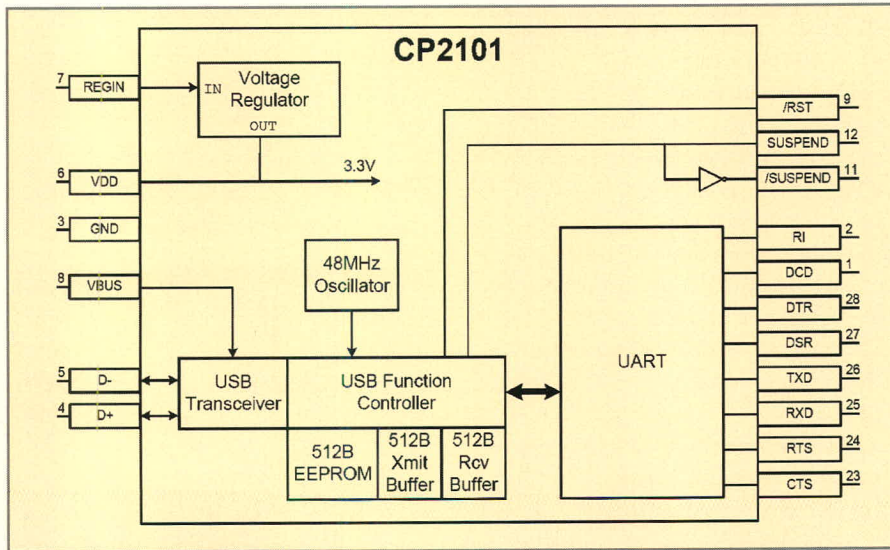 CP2101
7
REGIN
IN
Voltage
Regulator
OUT
6
VDD
3.3V
3
GND
8
VBUS
48MHz
Oscillator
5
D-
4
D+
USB
Transceiver
USB Function
Controller
512B
EEPROM
512B
Xmit
Buffer
512B
Rcv
Buffer
UART
/RST
9
SUSPEND
12
/SUSPEND
11
RI
2
DCD
1
DTR
28
DSR
27
TXD
26
RXD
25
RTS
24
CTS
23